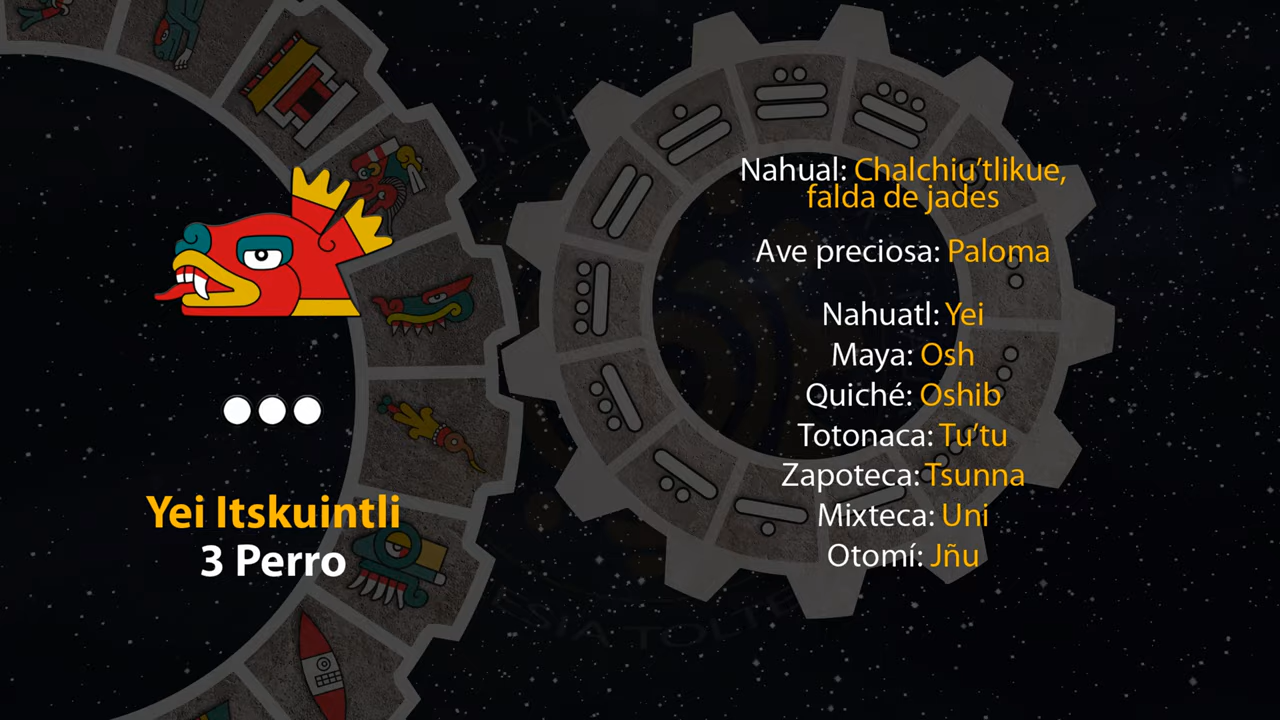 Nahual: Chalchiu'tlikue,
falda de jades
Ave preciosa: Paloma
Nahuatl: Yei
Maya: Osh
Quiché: Oshib
Totonaca: Tu'tu
Zapoteca: Tsunna
Mixteca: Uni
Otomí: Jñu
Yei Itskuintli
3 Perro